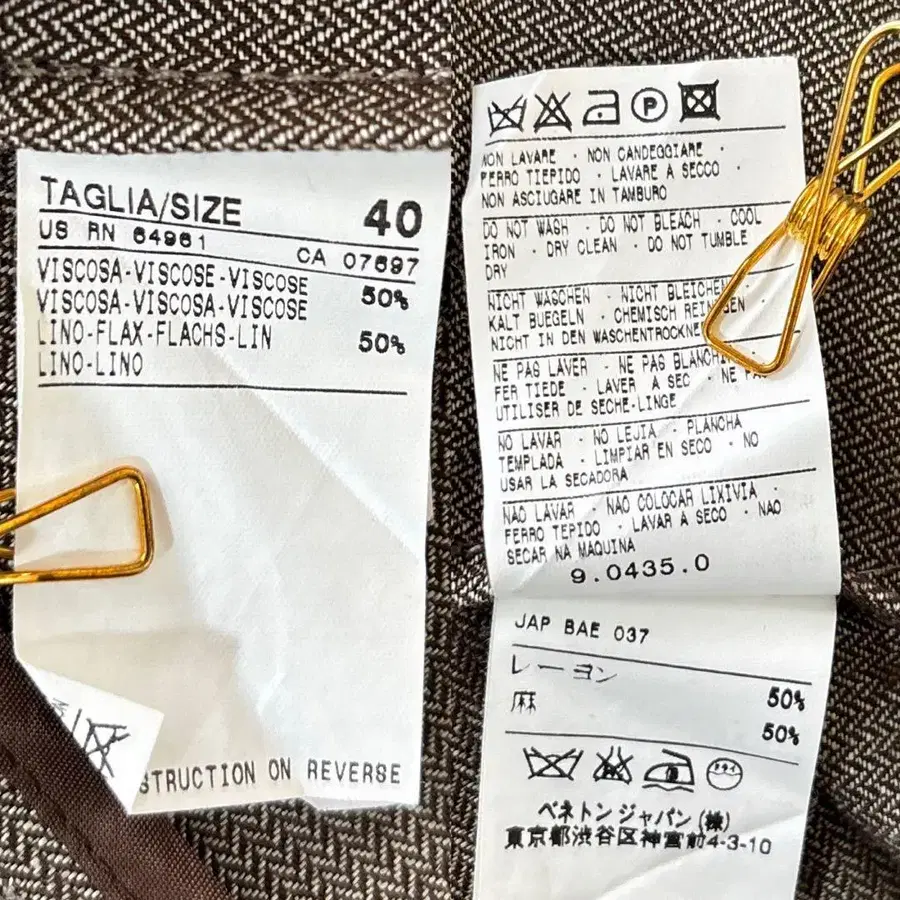 TAGLIA/SIZE 40
US RN 64961 CA 07697
VISCOSA-VISCOSE-VISCOSE 50%
VISCOSA-VISCOSA-VISCOSE
LINO-FLAX-FLACHS-LIN 50%
LINO-LINO
STRUCTION ON REVERSE
P
NON LAVARE · NON CANDEGGIARE ·
FERRO TIEPIDO · LAVARE A SECCO ·
NON ASCIUGARE IN TAMBURO
DO NOT WASH · DO NOT BLEACH · COOL
IRON · DRY CLEAN · DO NOT TUMBLE
DRY
NICHT WASCHEN · NICHT BLEICHEN
KALT BUEGELN · CHEMISCH
NICHT IN DEN
NE PAS LAVER · NE PAS
FER TIEDE · LAVER A SEC · NE
UTILISER DE SECHE-LINGE
NO LAVAR · NO LEJIA · PLANCHA
TEMPLADA · LIMPIAR EN SECO · NO
USAR LA SECADORA
NAO LAVAR · NAO COLOCAR LIXIVIA ·
FERRO TEPIDO · LAVAR A SECO · NAO
SECAR NA MAQUINA
9.0435.0
JAP BAE 037
レーヨン 50%
麻 50%
ベネトンジャパン(株)
東京都渋谷区神宮前4-3-10